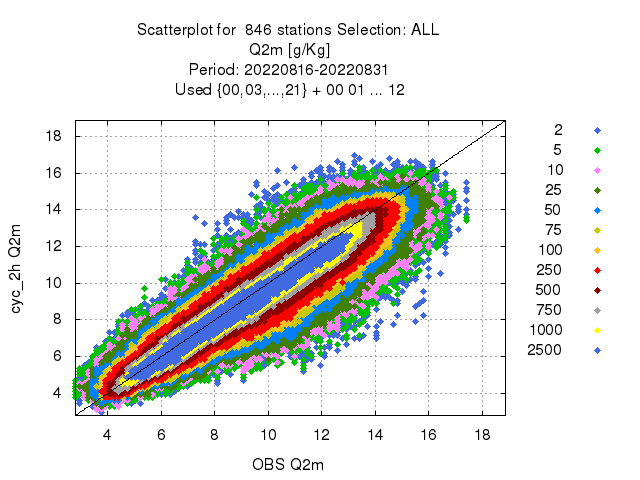 Scatterplot for  846 stations Selection: ALL
Q2m [g/Kg]
Period: 20220816-20220831
Used {00,03,...,21} + 00 01 ... 12
18
16
14
12
10
8
6
4
cyc_2h Q2m
4 6 8 10 12 14 16 18
OBS Q2m
2
5
10
25
50
75
100
250
500
750
1000
2500